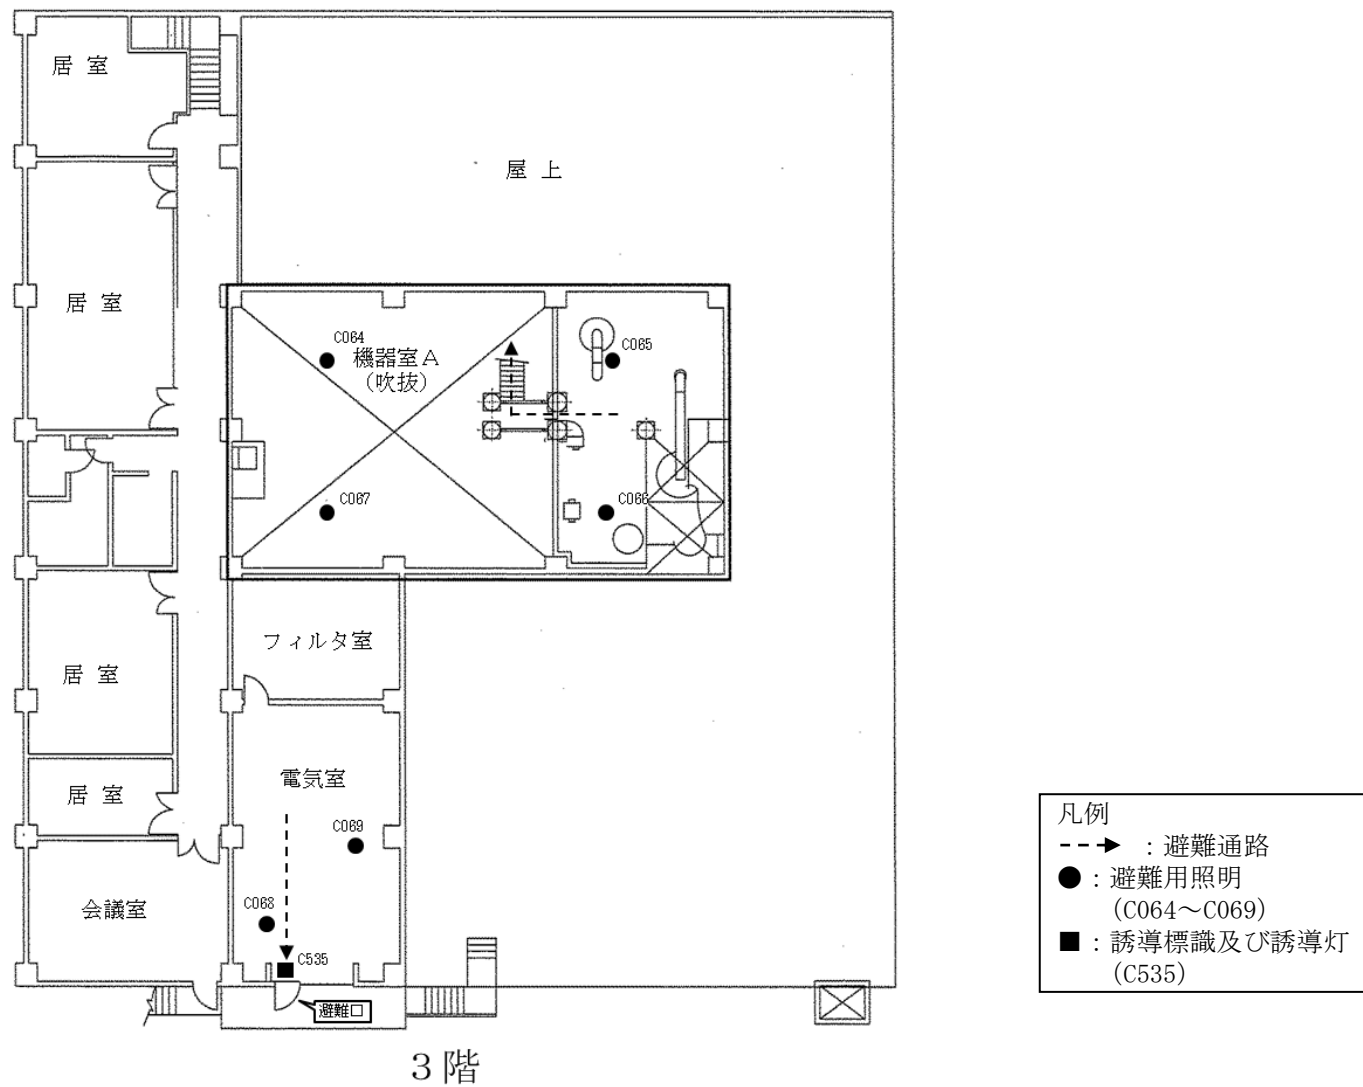 居 室
屋 上
居 室
C064
機器室A
(吹抜)
C065
C067
C066
フィルタ室
居 室
電気室
居 室
C069
会議室
C068
C535
避難口
凡例
:避難通路
:避難用照明
(C064～C069)
:誘導標識及び誘導灯
(C535)
3階